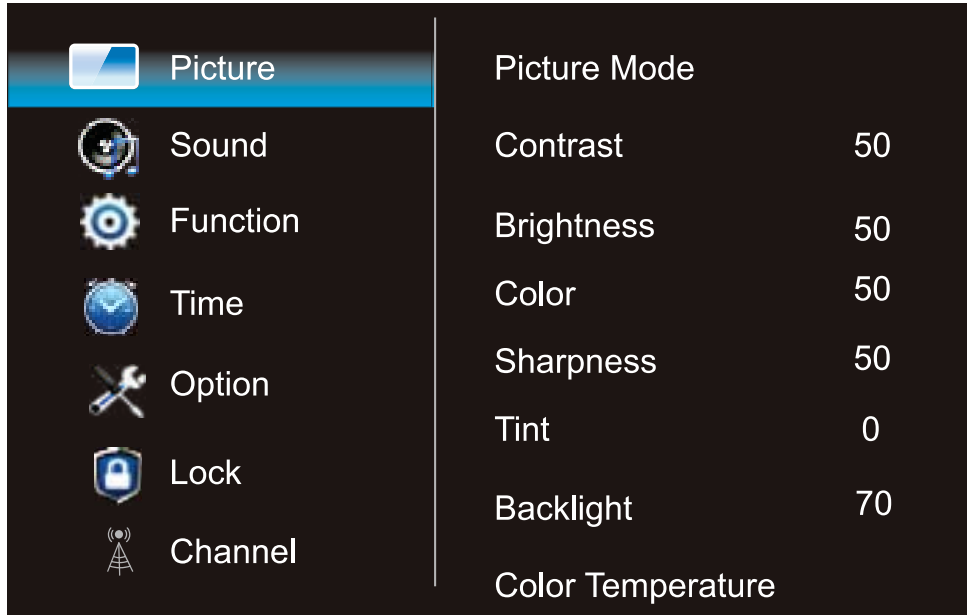 Picture
Sound
Function
Time
Option
Lock
Channel
Picture Mode
Contrast 50
Brightness 50
Color 50
Sharpness 50
Tint 0
Backlight 70
Color Temperature